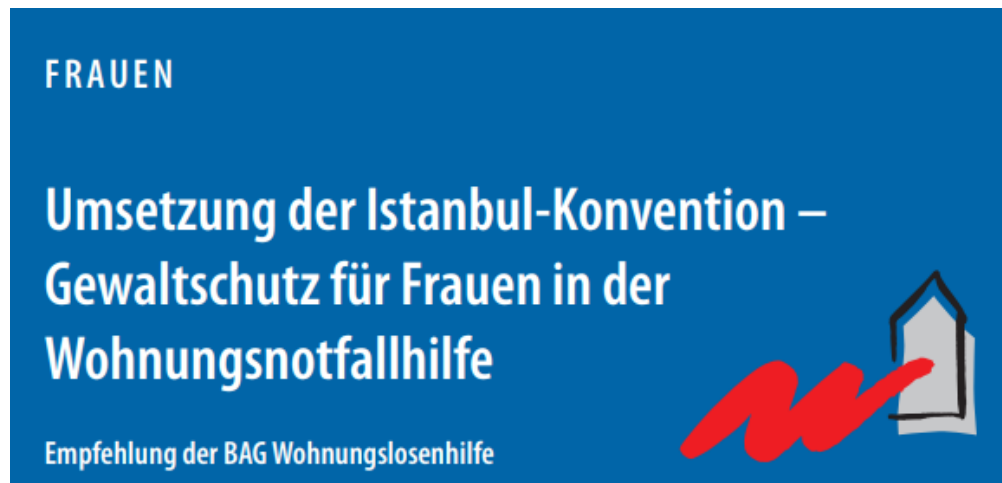 FRAUEN
Umsetzung der Istanbul-Konvention –
Gewaltschutz für Frauen in der
Wohnungsnotfallhilfe
Empfehlung der BAG Wohnungslosenhilfe